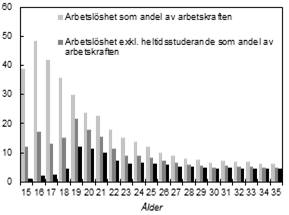 60
Arbetslöshet som andel av arbetskraften
50
Arbetslöshet exkl. heltidsstuderande som andel av
arbetskraften
40
30
20
10
0
15 16 17 18 19 20 21 22 23 24 25 26 27 28 29 30 31 32 33 34 35
Ålder